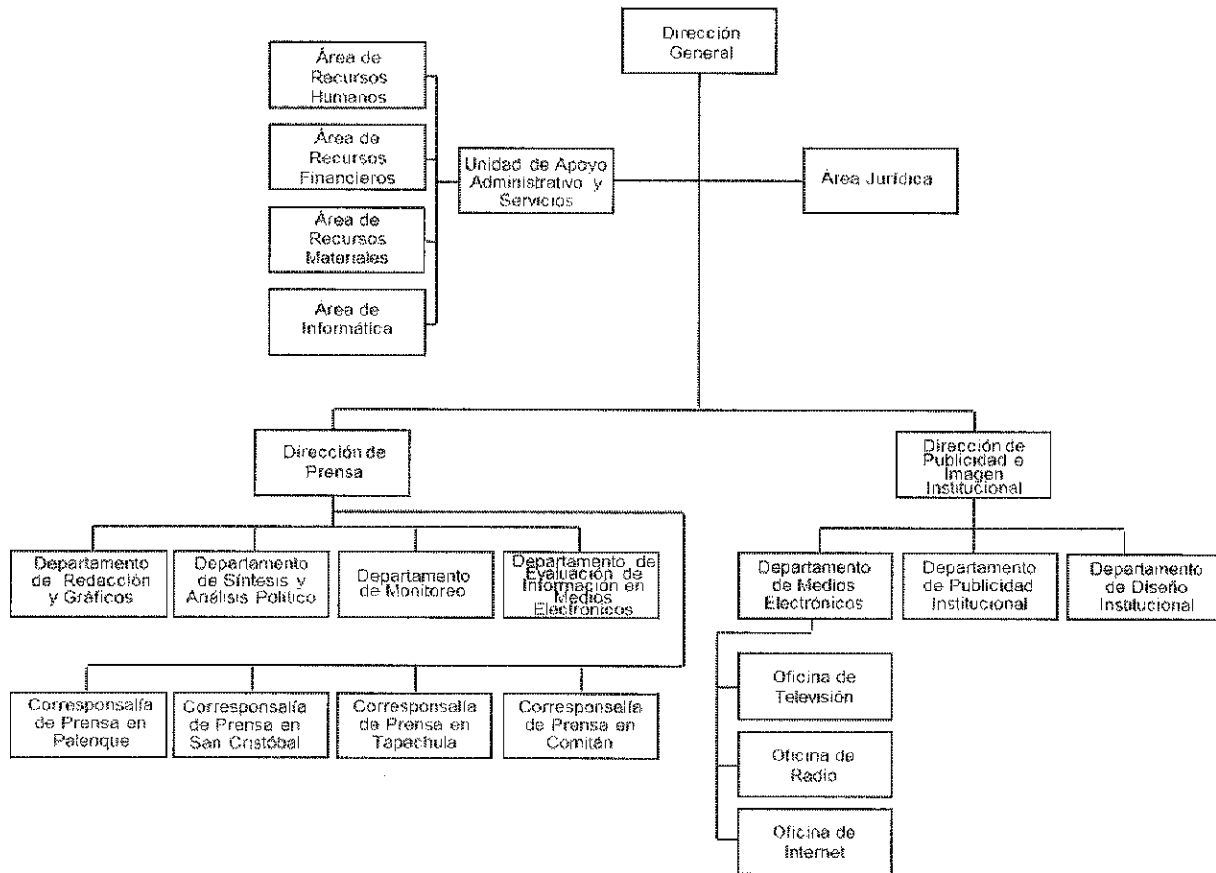 Dirección
General
Área de
Recursos
Humanos
Área de
Recursos
Financieros
Área de
Recursos
Materiales
Área de
Informática
Unidad de Apoyo
Administrativo y
Servicios
Área Jurídica
Dirección de
Prensa
Dirección de
Publicidad e
Imagen
Institucional
Departamento
de Redacción
y Gráficos
Departamento
de Síntesis y
Análisis Político
Departamento
de Monitoreo
Departamento de
Evaluación de
Información en
Medios
Electrónicos
Departamento
de Medios
Electrónicos
Departamento
de Publicidad
Institucional
Departamento
de Diseño
Institucional
Corresponsalía
de Prensa en
Palenque
Corresponsalía
de Prensa en
San Cristóbal
Corresponsalía
de Prensa en
Tapachula
Corresponsalía
de Prensa en
Comitán
Oficina de
Televisión
Oficina de
Radio
Oficina de
Internet